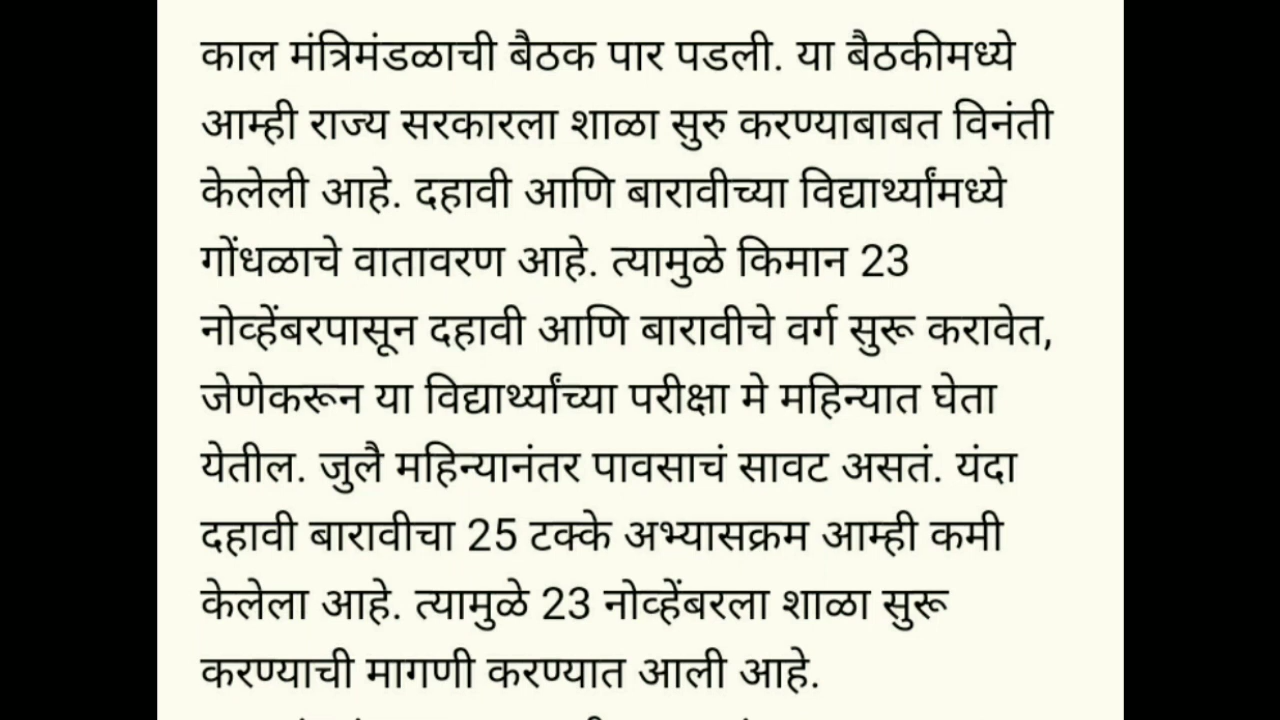 काल मंत्रिमंडळाची बैठक पार पडली. या बैठकीमध्ये
आम्ही राज्य सरकारला शाळा सुरु करण्याबाबत विनंती
केलेली आहे. दहावी आणि बारावीच्या विद्यार्थ्यांमध्ये
गोंधळाचे वातावरण आहे. त्यामुळे किमान 23
नोव्हेंबरपासून दहावी आणि बारावीचे वर्ग सुरू करावेत,
जेणेकरून या विद्यार्थ्यांच्या परीक्षा मे महिन्यात घेता
येतील. जुलै महिन्यानंतर पावसाचं सावट असतं. यंदा
दहावी बारावीचा 25 टक्के अभ्यासक्रम आम्ही कमी
केलेला आहे. त्यामुळे 23 नोव्हेंबरला शाळा सुरू
करण्याची मागणी करण्यात आली आहे.